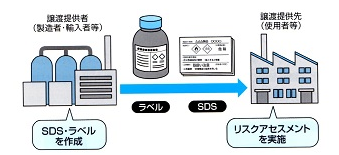 譲渡提供者
(製造者・輸入者等)
譲渡提供先
(使用者等)
ラベル
SDS
SDS・ラベル
を作成
リスクアセスメント
を実施